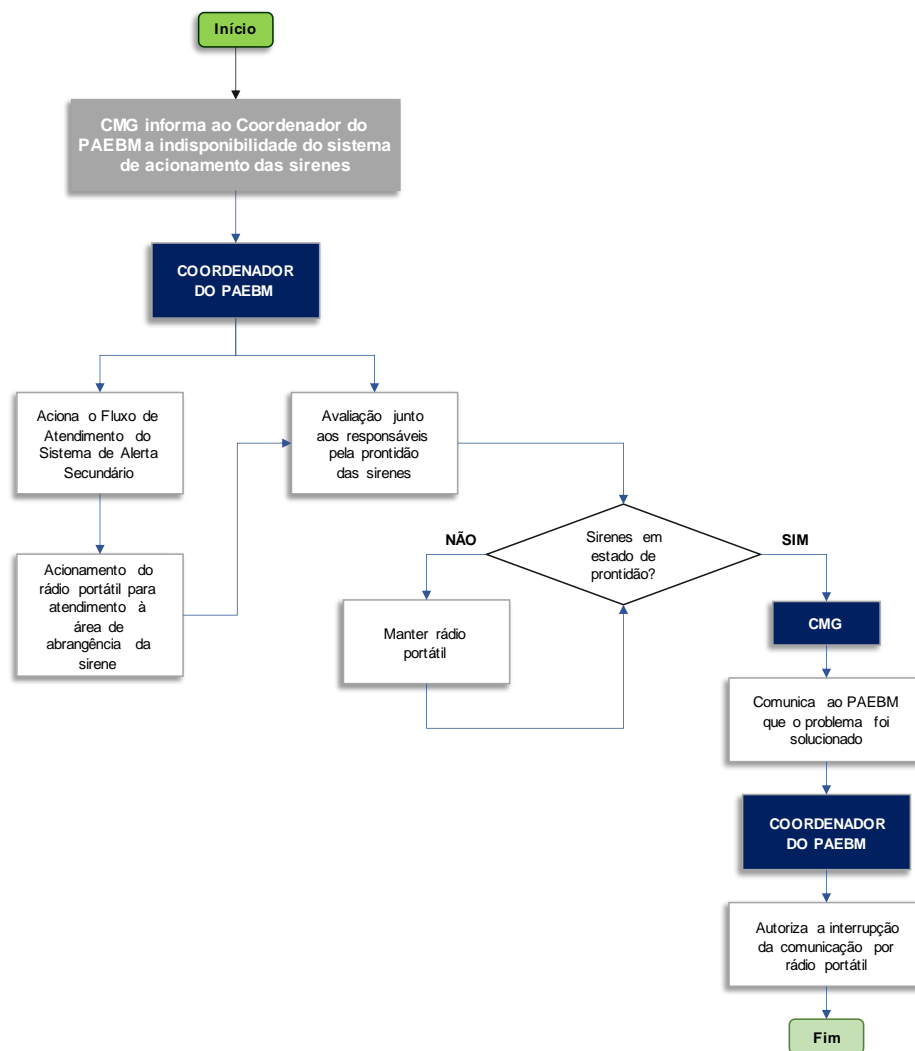 Início
CMG informa ao Coordenador do
PAEBM a indisponibilidade do sistema
de acionamento das sirenes
COORDENADOR
DO PAEBM
Aciona o Fluxo de
Atendimento do
Sistema de Alerta
Secundário
Avaliação junto
aos responsáveis
pela prontidão
das sirenes
Acionamento do
rádio portátil para
atendimento à
área de
abrangência da
sirene
NÃO
Sirenes em
estado de
prontidão?
SIM
Manter rádio
portátil
CMG
Comunica ao PAEBM
que o problema foi
solucionado
COORDENADOR
DO PAEBM
Autoriza a interrupção
da comunicação por
rádio portátil
Fim